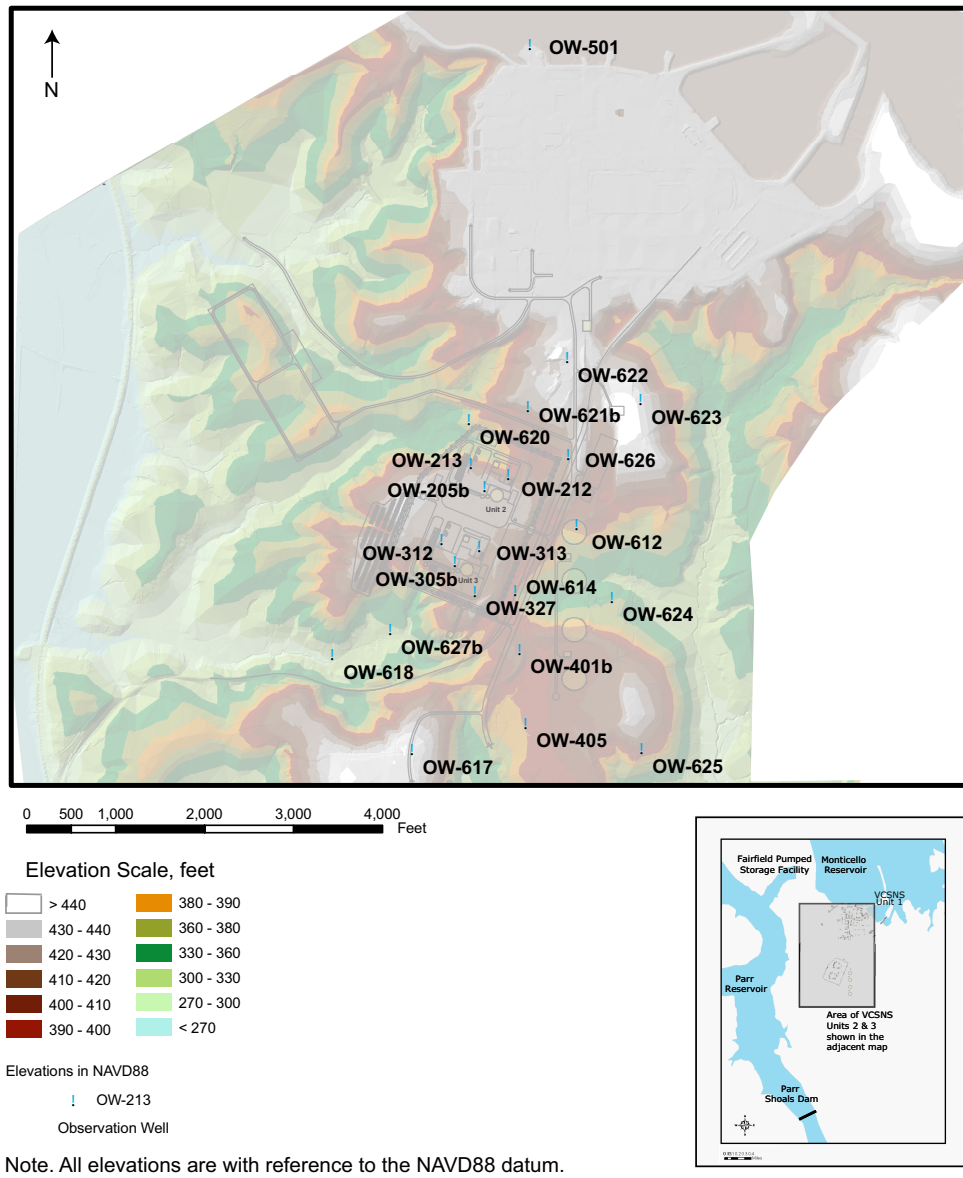 N
OW-501
OW-622
OW-623
OW-621b
OW-620
OW-626
OW-213
OW-212
OW-205b
Unit 2
OW-612
OW-312
OW-313
OW-305b
Unit 3
OW-614
OW-327
OW-624
OW-627b
OW-618
OW-401b
OW-405
OW-617
OW-625
0 500 1,000 2,000 3,000 4,000
Feet
Elevation Scale, feet
> 440
430 - 440
420 - 430
410 - 420
400 - 410
390 - 400
380 - 390
360 - 380
330 - 360
300 - 330
270 - 300
< 270
Elevations in NAVD88
! OW-213
Observation Well
Note. All elevations are with reference to the NAVD88 datum.
Fairfield Pumped
Storage Facility
Monticello
Reservoir
VCSNS
Unit 1
Parr
Reservoir
Area of VCSNS
Units 2 & 3
shown in the
adjacent map
Parr
Shoals Dam
Miles